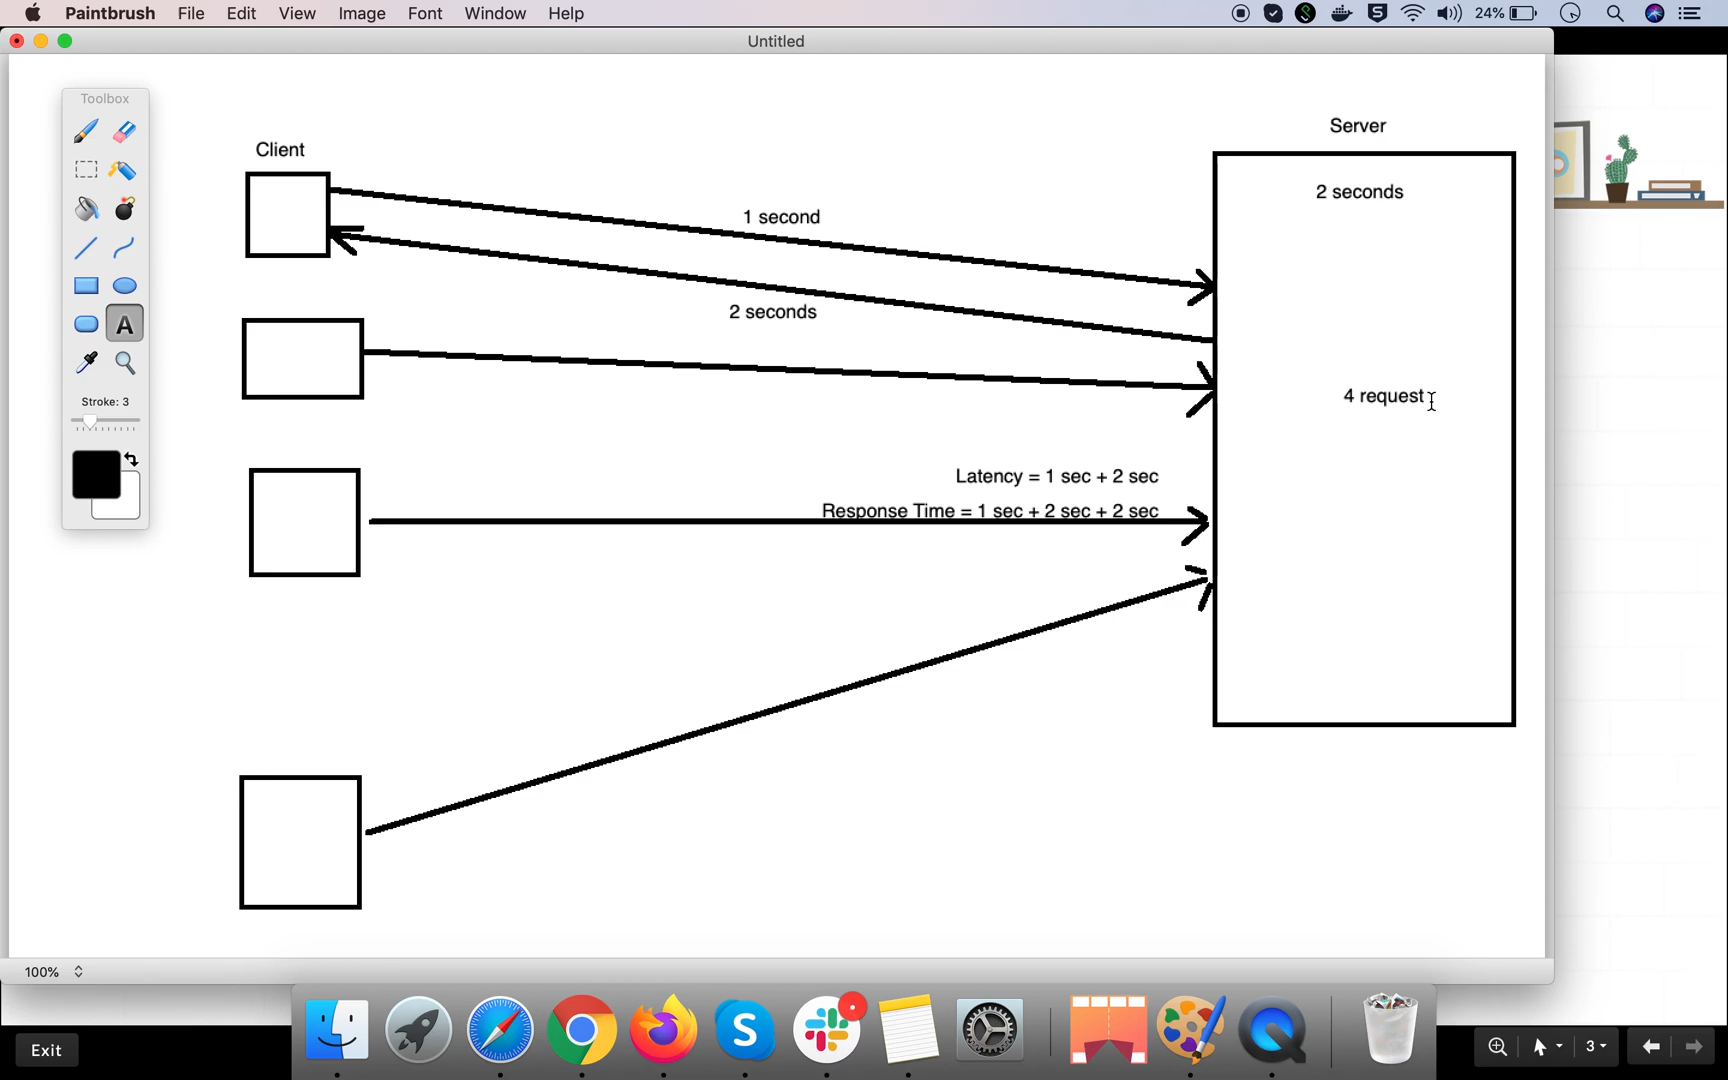 Paintbrush File Edit View Image Font Window Help 24%
Untitled
Toolbox
Server
Client
2 seconds
1 second
2 seconds
4 request
Stroke: 3
Latency = 1 sec + 2 sec
Response Time = 1 sec + 2 sec + 2 sec
100%
Exit
3